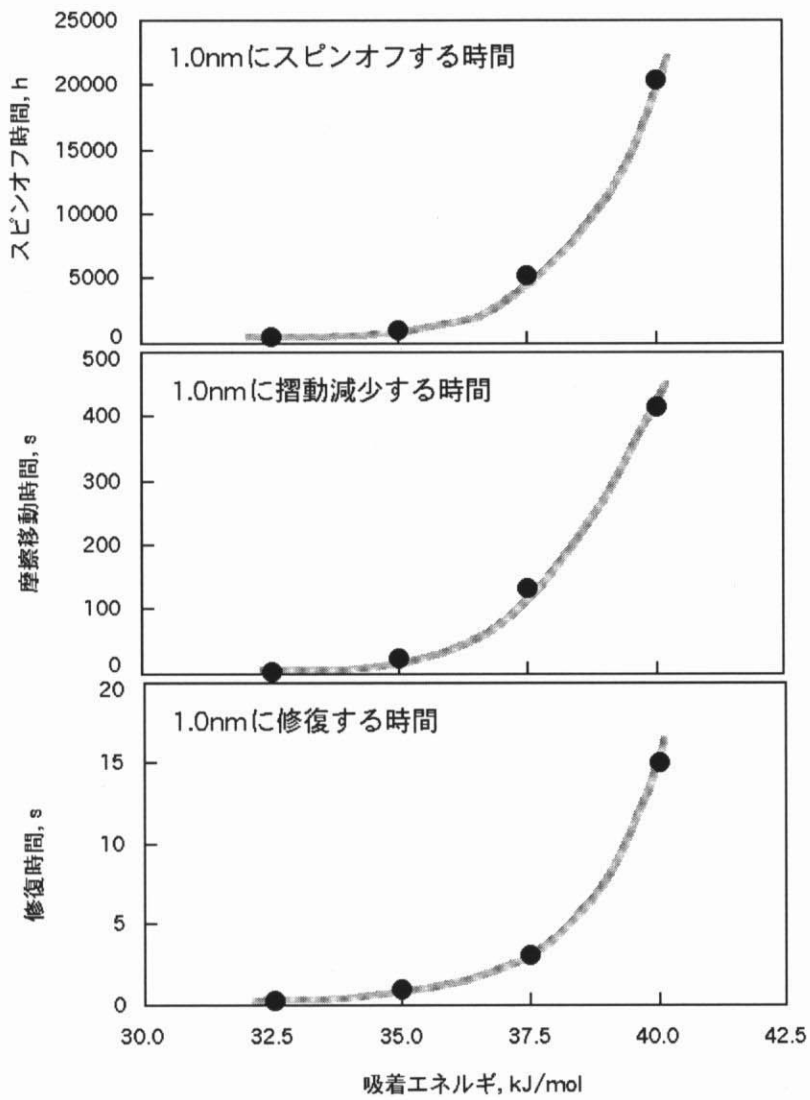 25000
20000
15000
10000
5000
0
スピンオフ時間, h
1.0nmにスピンオフする時間
500
400
300
200
100
0
摩擦移動時間, s
1.0nmに摺動減少する時間
20
15
10
5
0
修復時間, s
1.0nmに修復する時間
30.0 32.5 35.0 37.5 40.0 42.5
吸着エネルギ, kJ/mol